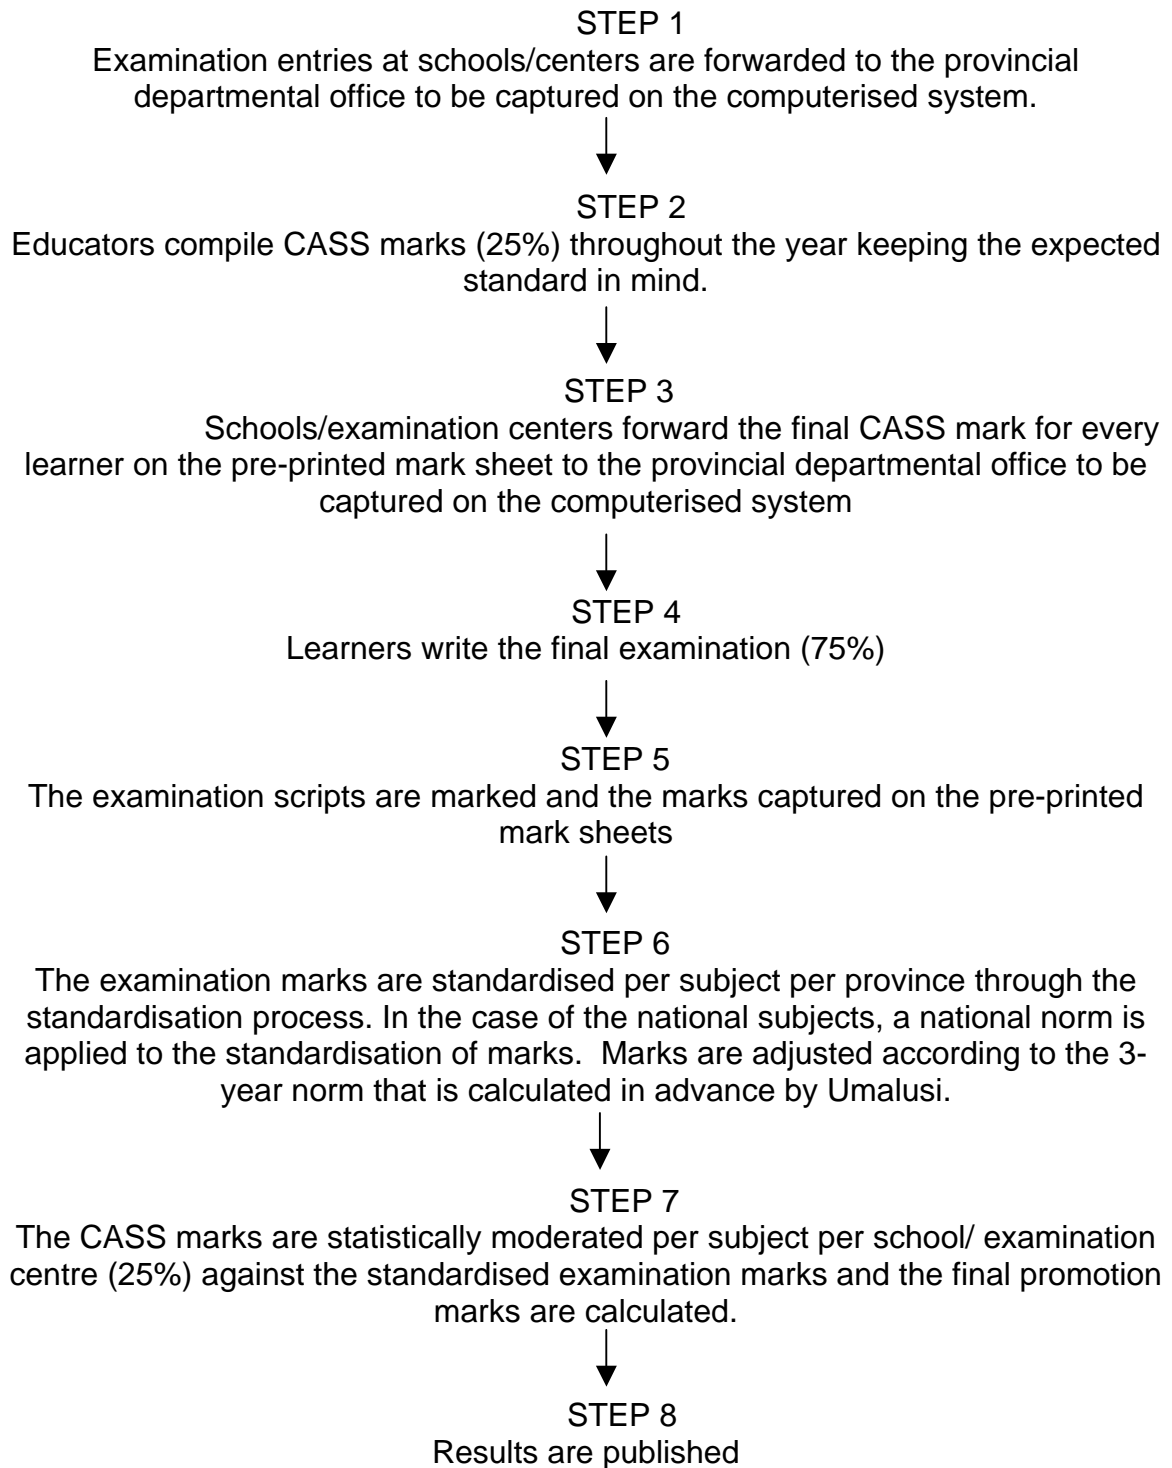 STEP 1
Examination entries at schools/centers are forwarded to the provincial
departmental office to be captured on the computerised system.
STEP 2
Educators compile CASS marks (25%) throughout the year keeping the expected
standard in mind.
STEP 3
Schools/examination centers forward the final CASS mark for every
learner on the pre-printed mark sheet to the provincial departmental office to be
captured on the computerised system
STEP 4
Learners write the final examination (75%)
STEP 5
The examination scripts are marked and the marks captured on the pre-printed
mark sheets
STEP 6
The examination marks are standardised per subject per province through the
standardisation process. In the case of the national subjects, a national norm is
applied to the standardisation of marks.  Marks are adjusted according to the 3-
year norm that is calculated in advance by Umalusi.
STEP 7
The CASS marks are statistically moderated per subject per school/ examination
centre (25%) against the standardised examination marks and the final promotion
marks are calculated.
STEP 8
Results are published